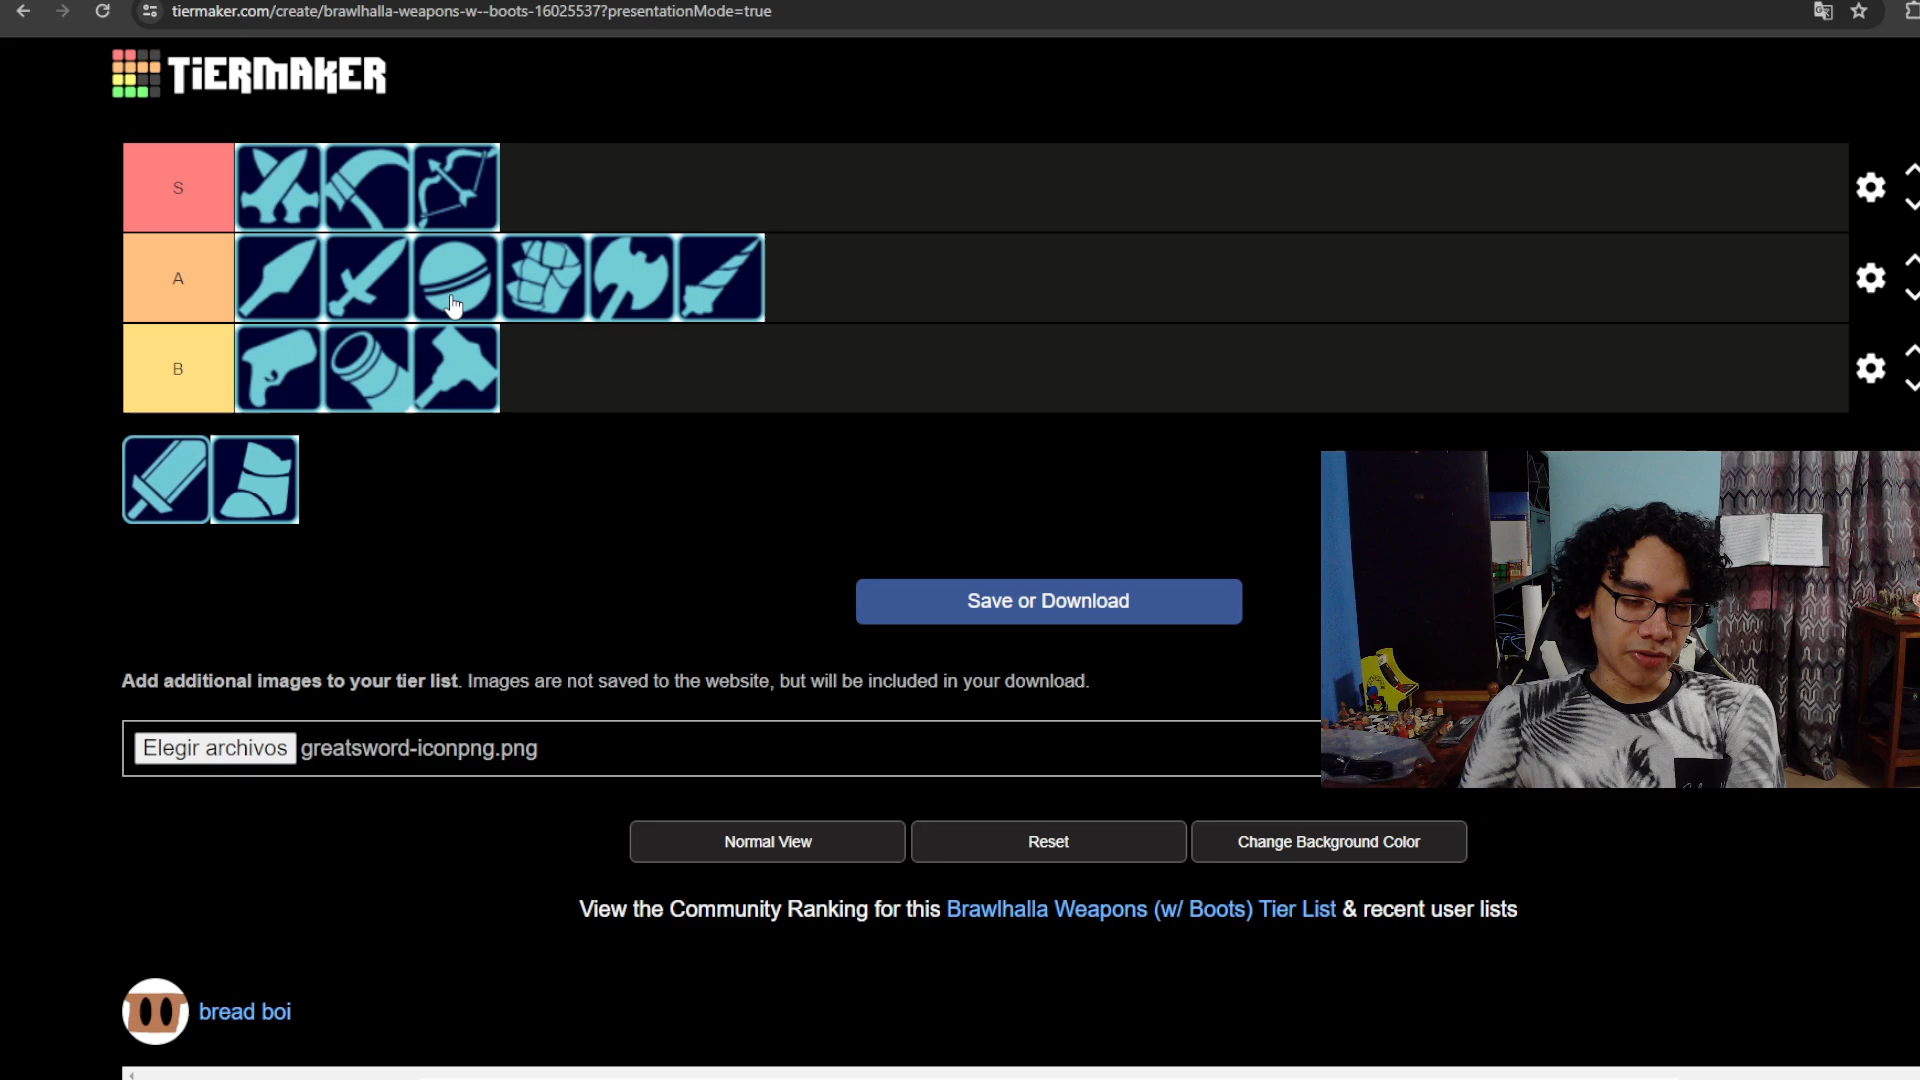 tiermaker.com/create/brawlhalla-weapons-w--boots-16025537?presentationMode=true
TiERMAKER
S
A
B
Save or Download
Add additional images to your tier list. Images are not saved to the website, but will be included in your download.
Elegir archivos greatsword-iconpng.png
Normal View
Reset
Change Background Color
View the Community Ranking for this Brawlhalla Weapons (w/ Boots) Tier List & recent user lists
bread boi